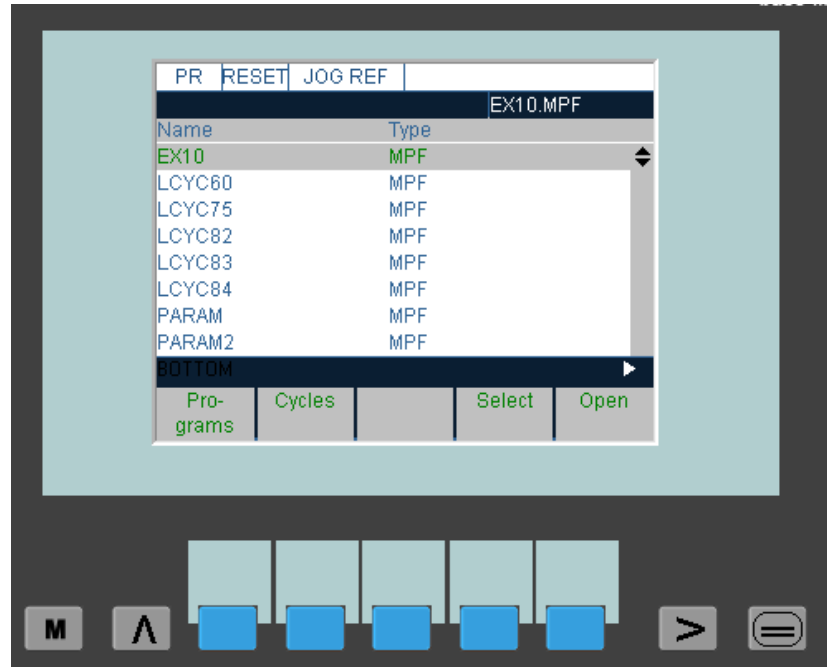 PR RESET JOG REF
EX10.MPF
Name Type
EX10 MPF
LCYC60 MPF
LCYC75 MPF
LCYC82 MPF
LCYC83 MPF
LCYC84 MPF
PARAM MPF
PARAM2 MPF
BOTTOM
Pro- Cycles Select Open
grams
M Λ >